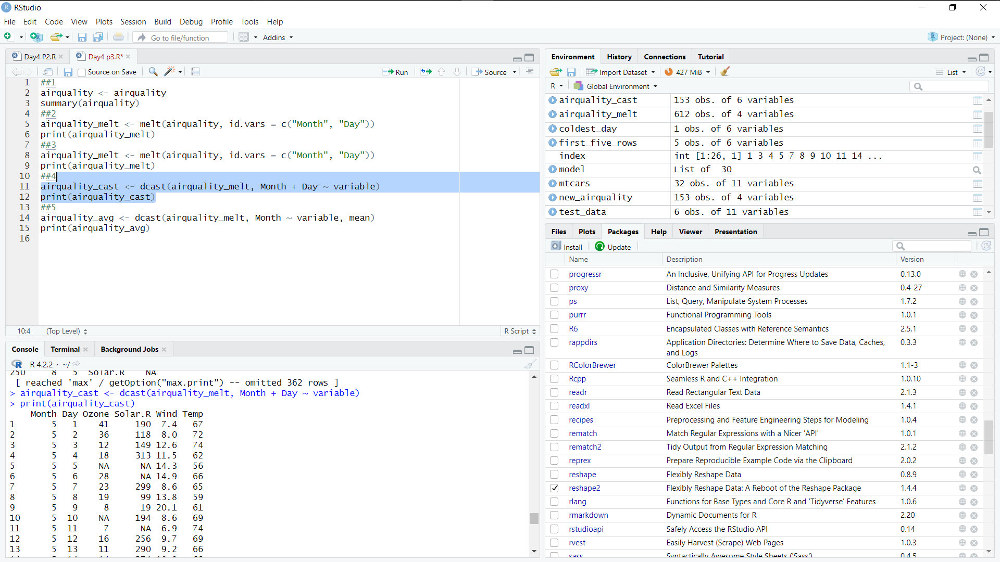 RStudio
File Edit Code View Plots Session Build Debug Profile Tools Help
Go to file/function Addins Project: (None)
Day4 P2.R Day4 p3.R*
Source on Save Run Source
1 ##1
2 airquality <- airquality
3 summary(airquality)
4 ##2
5 airquality_melt <- melt(airquality, id.vars = c("Month", "Day"))
6 print(airquality_melt)
7 ##3
8 airquality_melt <- melt(airquality, id.vars = c("Month", "Day"))
9 print(airquality_melt)
10 ##4
11 airquality_cast <- dcast(airquality_melt, Month + Day ~ variable)
12 print(airquality_cast)
13 ##5
14 airquality_avg <- dcast(airquality_melt, Month ~ variable, mean)
15 print(airquality_avg)
16
10:4 (Top Level) R Script
Console Terminal Background Jobs
R 4.2.2 · ~/
250 8 5 Solar.R NA
[ reached 'max' / getOption("max.print") -- omitted 362 rows ]
> airquality_cast <- dcast(airquality_melt, Month + Day ~ variable)
> print(airquality_cast)
Month Day Ozone Solar.R Wind Temp
1 5 1 41 190 7.4 67
2 5 2 36 118 8.0 72
3 5 3 12 149 12.6 74
4 5 4 18 313 11.5 62
5 5 5 NA NA 14.3 56
6 5 6 28 NA 14.9 66
7 5 7 23 299 8.6 65
8 5 8 19 99 13.8 59
9 5 9 8 19 20.1 61
10 5 10 NA 194 8.6 69
11 5 11 7 NA 6.9 74
12 5 12 16 256 9.7 69
13 5 13 11 290 9.2 66
Environment History Connections Tutorial
Import Dataset 427 MiB List
R Global Environment
airquality_cast 153 obs. of 6 variables
airquality_melt 612 obs. of 4 variables
coldest_day 1 obs. of 6 variables
first_five_rows 5 obs. of 6 variables
index int [1:26, 1] 1 3 4 5 7 8 9 10 11 14 ...
model List of 30
mtcars 32 obs. of 11 variables
new_airquality 153 obs. of 4 variables
test_data 6 obs. of 11 variables
Files Plots Packages Help Viewer Presentation
Install Update
Name Description Version
progressr An Inclusive, Unifying API for Progress Updates 0.13.0
proxy Distance and Similarity Measures 0.4-27
ps List, Query, Manipulate System Processes 1.7.2
purrr Functional Programming Tools 1.0.1
R6 Encapsulated Classes with Reference Semantics 2.5.1
rappdirs Application Directories: Determine Where to Save Data, Caches, 0.3.3
and Logs
RColorBrewer ColorBrewer Palettes 1.1-3
Rcpp Seamless R and C++ Integration 1.0.10
readr Read Rectangular Text Data 2.1.3
readxl Read Excel Files 1.4.1
recipes Preprocessing and Feature Engineering Steps for Modeling 1.0.4
rematch Match Regular Expressions with a Nicer 'API' 1.0.1
rematch2 Tidy Output from Regular Expression Matching 2.1.2
reprex Prepare Reproducible Example Code via the Clipboard 2.0.2
reshape Flexibly Reshape Data 0.8.9
reshape2 Flexibly Reshape Data: A Reboot of the Reshape Package 1.4.4
rlang Functions for Base Types and Core R and 'Tidyverse' Features 1.0.6
rmarkdown Dynamic Documents for R 2.20
rstudioapi Safely Access the RStudio API 0.14
rvest Easily Harvest (Scrape) Web Pages 1.0.3
sass Syntactically Awesome Style Sheets ('Sass') 0.4.5